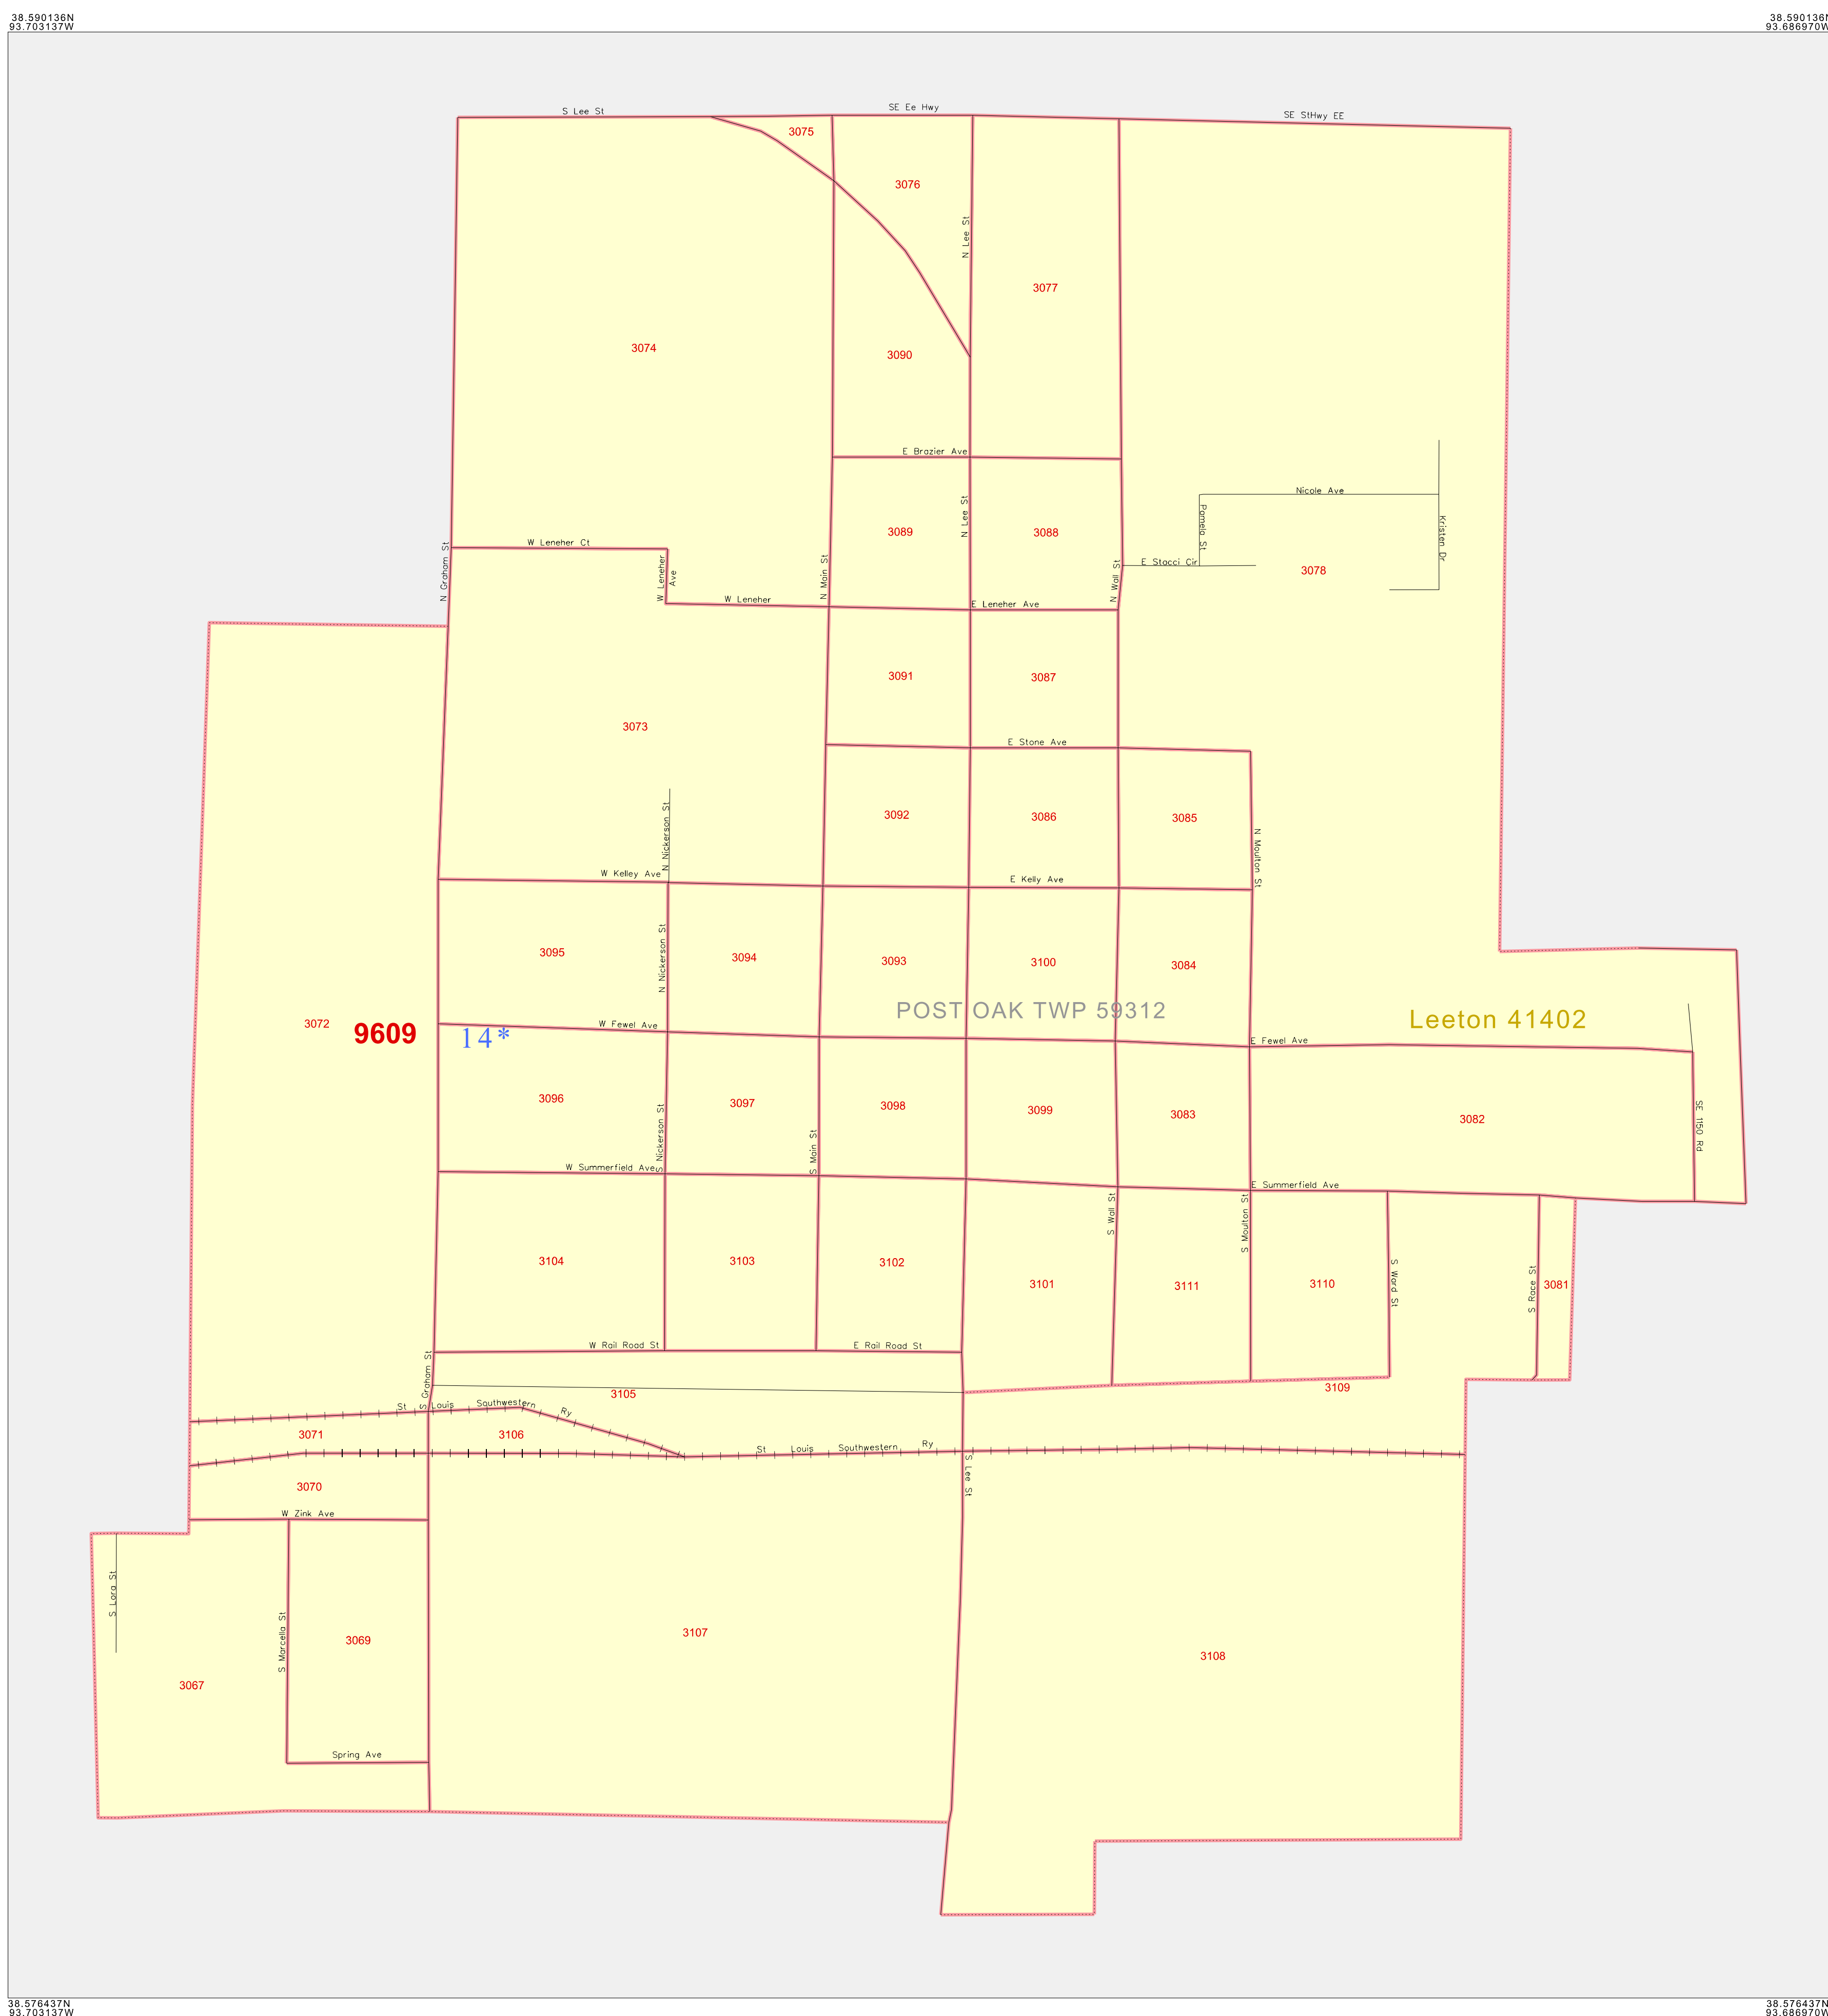 38.590136N
93.703137W
38.590136N
93.686970W
S Lee St
SE Ee Hwy
SE StHwy EE
3075
3076
N Lee St
3077
3074
3090
E Brazier Ave
Nicole Ave
N Lee St
Pamela St
Kristen Dr
3089
3088
W Leneher Ct
N Graham St
W Leneher
Ave
N Main St
N Wall St
E Stacci Cir
3078
W Leneher
E Leneher Ave
3091
3087
3073
E Stone Ave
N Nickerson St
3092
3086
3085
N Moulton St
W Kelley Ave
E Kelly Ave
3095
N Nickerson St
3094
3093
3100
3084
POST OAK TWP 59312
Leeton 41402
3072
9609
14*
W Fewel Ave
E Fewel Ave
3096
3097
3098
3099
3083
3082
SE 1150 Rd
S Nickerson St
S Main St
W Summerfield Ave
E Summerfield Ave
S Wall St
S Moulton St
3104
3103
3102
3101
3111
3110
S Ward St
S Race St
3081
W Rail Road St
E Rail Road St
S Graham St
3105
3109
St Louis Southwestern Ry
3071
3106
St Louis Southwestern Ry
S Lee St
3070
W Zink Ave
S Lara St
S Marcella St
3069
3107
3108
3067
Spring Ave
38.576437N
93.703137W
38.576437N
93.686970W